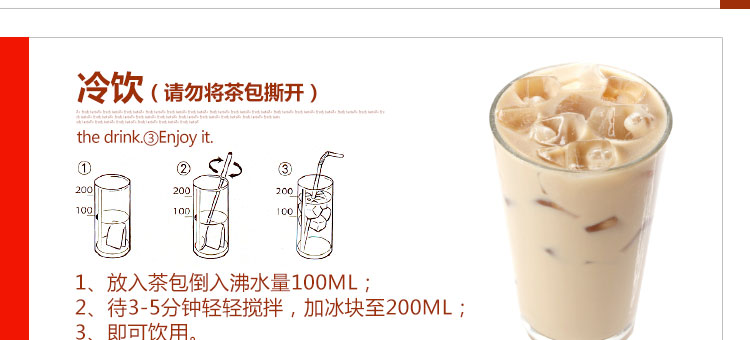 冷饮(请勿将茶包撕开)
the drink.③Enjoy it.
① ② ③
200 200 200
100 100 100
1、放入茶包倒入沸水量100ML；
2、待3-5分钟轻轻搅拌，加冰块至200ML；
3、即可饮用。